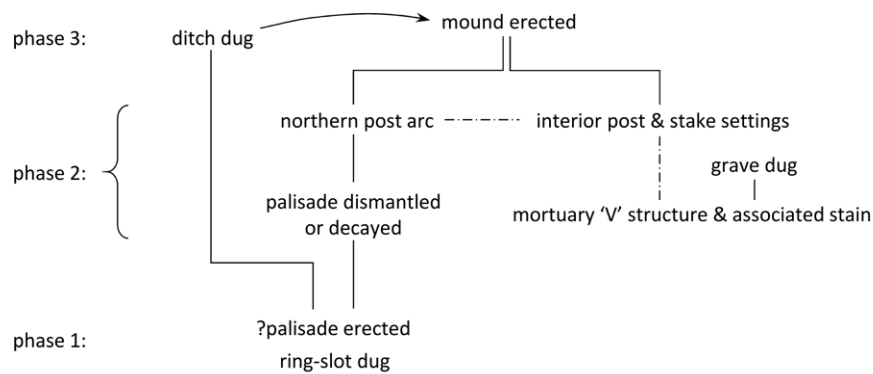 phase 3:
ditch dug
mound erected
northern post arc
interior post & stake settings
phase 2:
grave dug
palisade dismantled
or decayed
mortuary ‘V’ structure & associated stain
phase 1:
?palisade erected
ring-slot dug